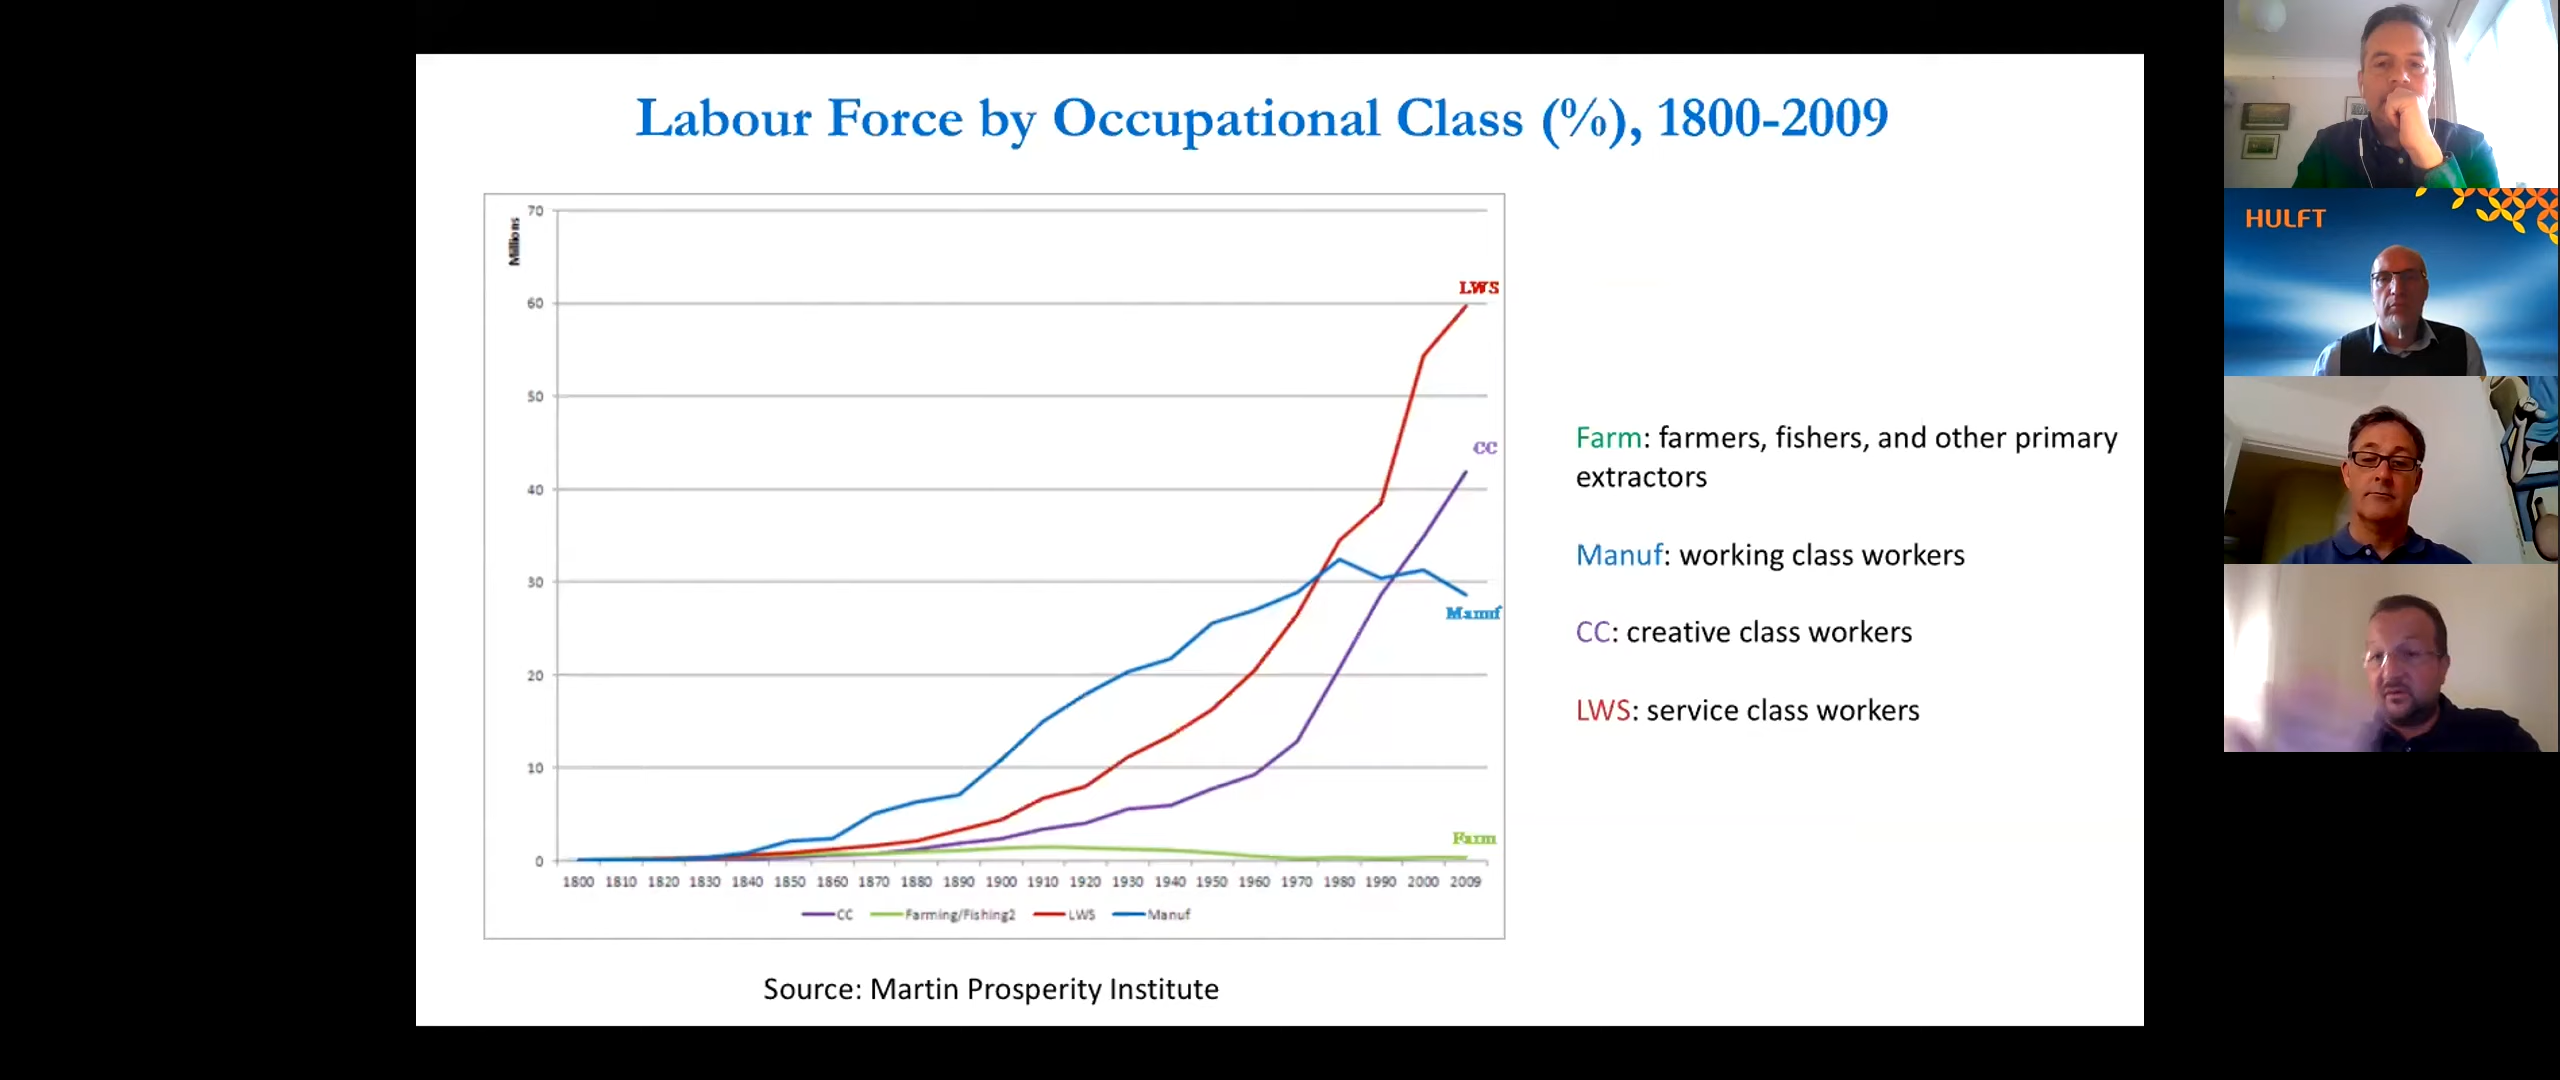 Labour Force by Occupational Class (%), 1800-2009
HULFT
Millions
70
60
50
40
30
20
10
0
LWS
CC
Manuf
Farm
1800 1810 1820 1830 1840 1850 1860 1870 1880 1890 1900 1910 1920 1930 1940 1950 1960 1970 1980 1990 2000 2009
CC Farming/Fishing2 LWS Manuf
Farm: farmers, fishers, and other primary
extractors
Manuf: working class workers
CC: creative class workers
LWS: service class workers
Source: Martin Prosperity Institute